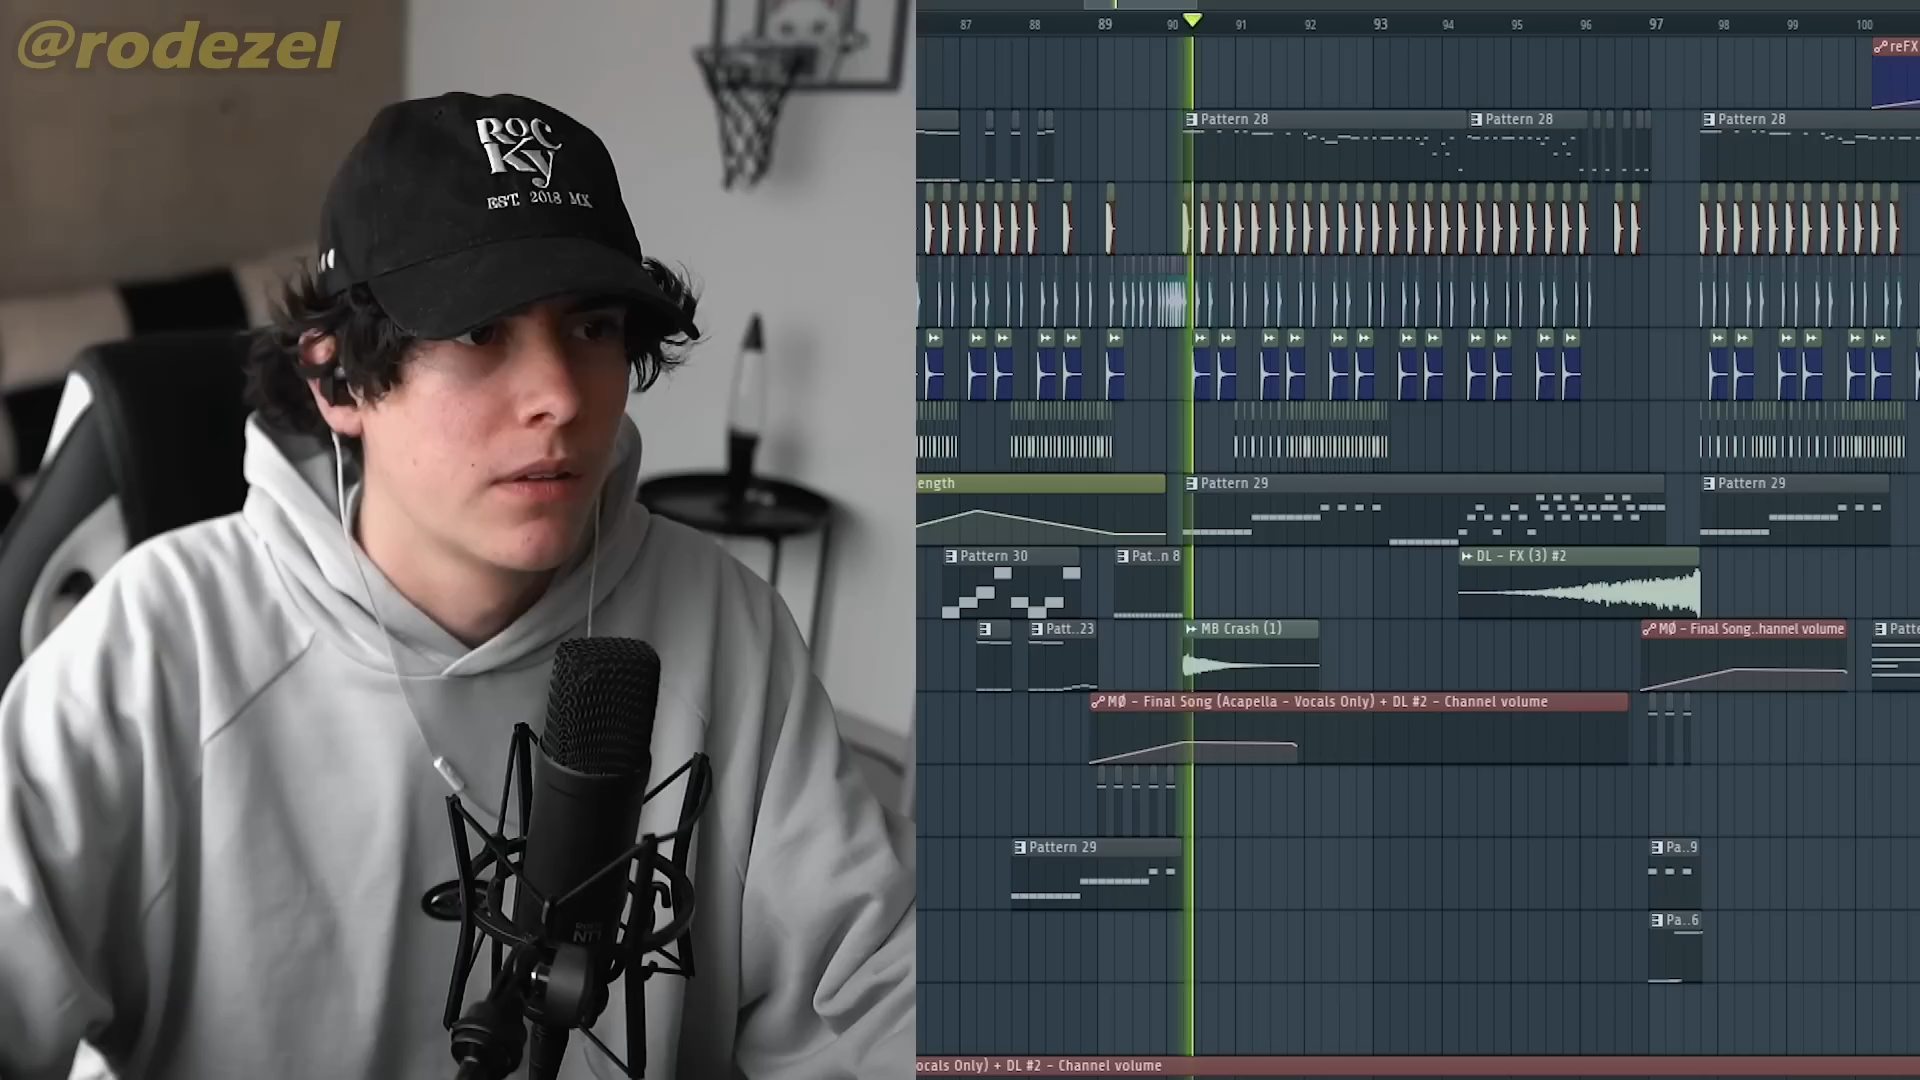 @rodezel
ROC
Ky
EST. 2018 MX
NT1
87 88 89 90 91 92 93 94 95 96 97 98 99 100
reFX
Pattern 28
Pattern 28
Pattern 28
ength
Pattern 29
Pattern 29
Pattern 30
Pat..n 8
DL - FX (3) #2
Patt..23
MB Crash (1)
MØ - Final Song..hannel volume
Patte
MØ - Final Song (Acapella - Vocals Only) + DL #2 - Channel volume
Pattern 29
Pa..9
Pa..6
ocals Only) + DL #2 - Channel volume